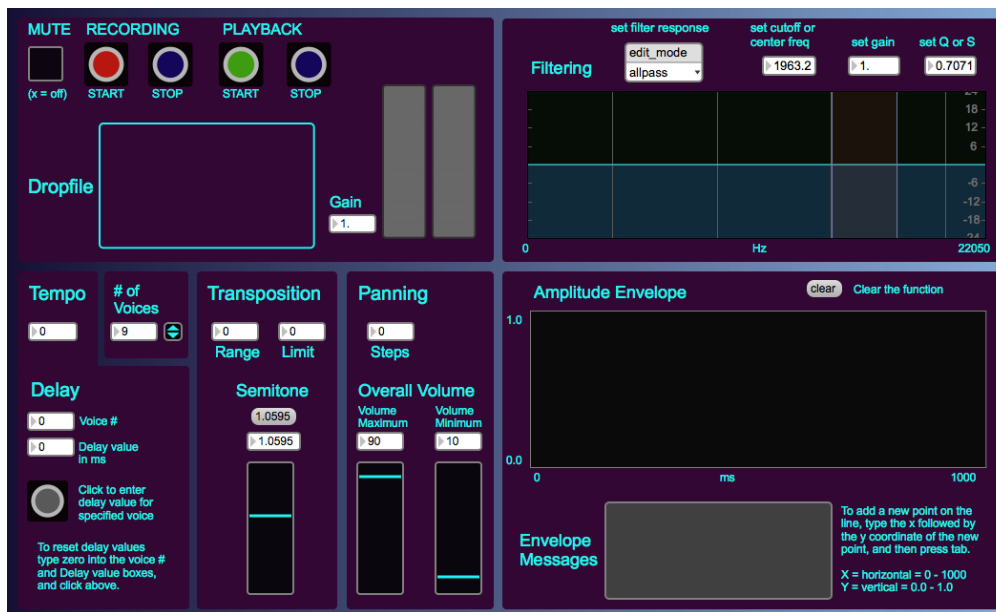 MUTE RECORDING PLAYBACK
(x = off) START STOP START STOP
Dropfile
Gain
1.
set filter response
set cutoff or
center freq
set gain
set Q or S
Filtering
edit_mode
allpass
1963.2
1.
0.7071
24
18
12
6
-6
-12
-18
24
0 Hz 22050
Tempo
0
# of
Voices
9
Delay
0 Voice #
0 Delay value
in ms
Click to enter
delay value for
specified voice
To reset delay values
type zero into the voice #
and Delay value boxes,
and click above.
Transposition
0 0
Range Limit
Semitone
1.0595
1.0595
Panning
0
Steps
Overall Volume
Volume
Maximum
Volume
Minimum
90 10
Amplitude Envelope
clear Clear the function
1.0
0.0
0 ms 1000
Envelope
Messages
To add a new point on the
line, type the x followed by
the y coordinate of the new
point, and then press tab.
X = horizontal = 0 - 1000
Y = vertical = 0.0 - 1.0